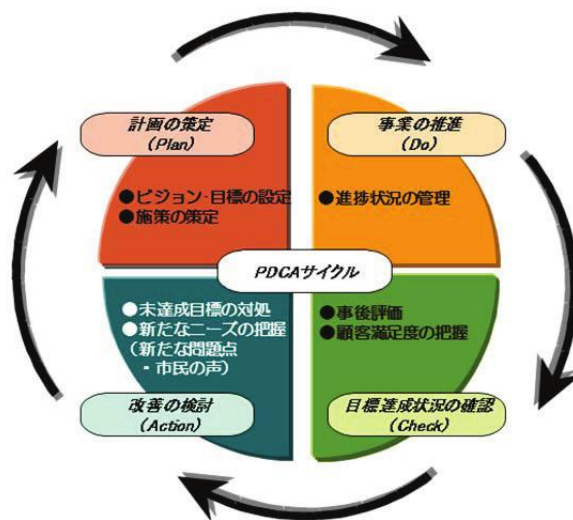 計画の策定
(Plan)
●ビジョン・目標の設定
●施策の策定
事業の推進
(Do)
●進捗状況の管理
PDCAサイクル
●事後評価
●顧客満足度の把握
目標達成状況の確認
(Check)
●未達成目標の対処
●新たなニーズの把握
(新たな問題点
・市民の声)
改善の検討
(Action)